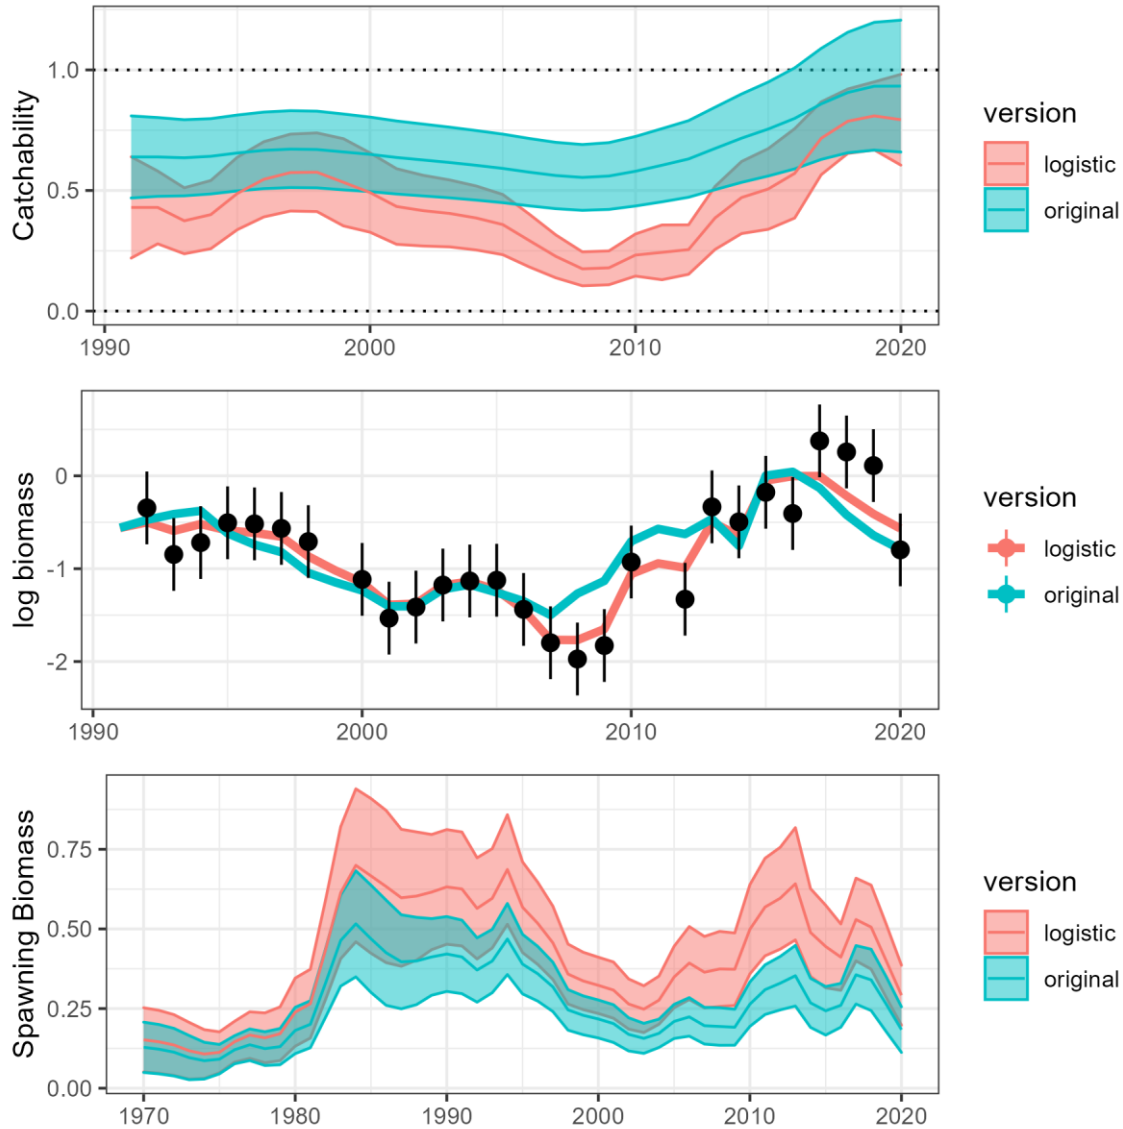 Catchability
1.0
0.5
0.0
1990 2000 2010 2020
version
logistic
original
log biomass
0
-1
-2
1990 2000 2010 2020
version
logistic
original
Spawning Biomass
0.75
0.50
0.25
0.00
1970 1980 1990 2000 2010 2020
version
logistic
original